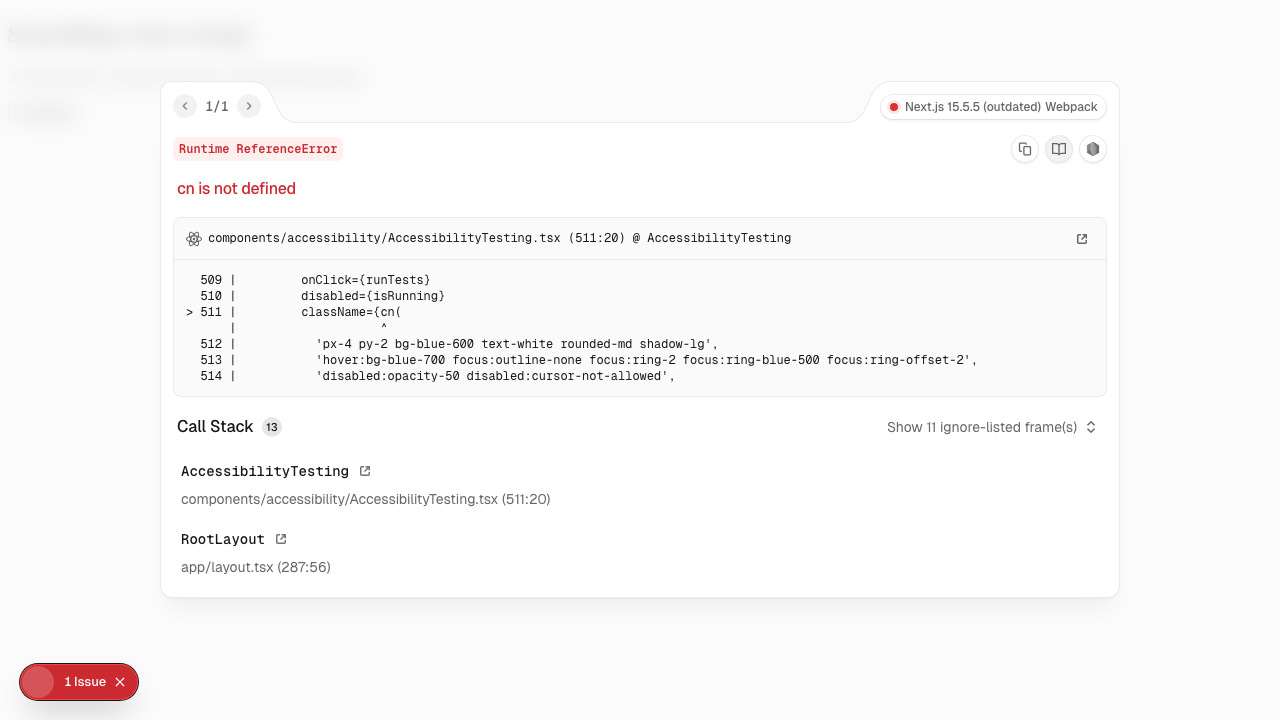 1/1
Next.js 15.5.5 (outdated) Webpack
Runtime ReferenceError
cn is not defined
components/accessibility/AccessibilityTesting.tsx (511:20) @ AccessibilityTesting
509 |         onClick={runTests}
510 |         disabled={isRunning}
> 511 |         className={cn(
|                    ^
512 |           'px-4 py-2 bg-blue-600 text-white rounded-md shadow-lg',
513 |           'hover:bg-blue-700 focus:outline-none focus:ring-2 focus:ring-blue-500 focus:ring-offset-2',
514 |           'disabled:opacity-50 disabled:cursor-not-allowed',
Call Stack 13
Show 11 ignore-listed frame(s)
AccessibilityTesting
components/accessibility/AccessibilityTesting.tsx (511:20)
RootLayout
app/layout.tsx (287:56)
1 Issue